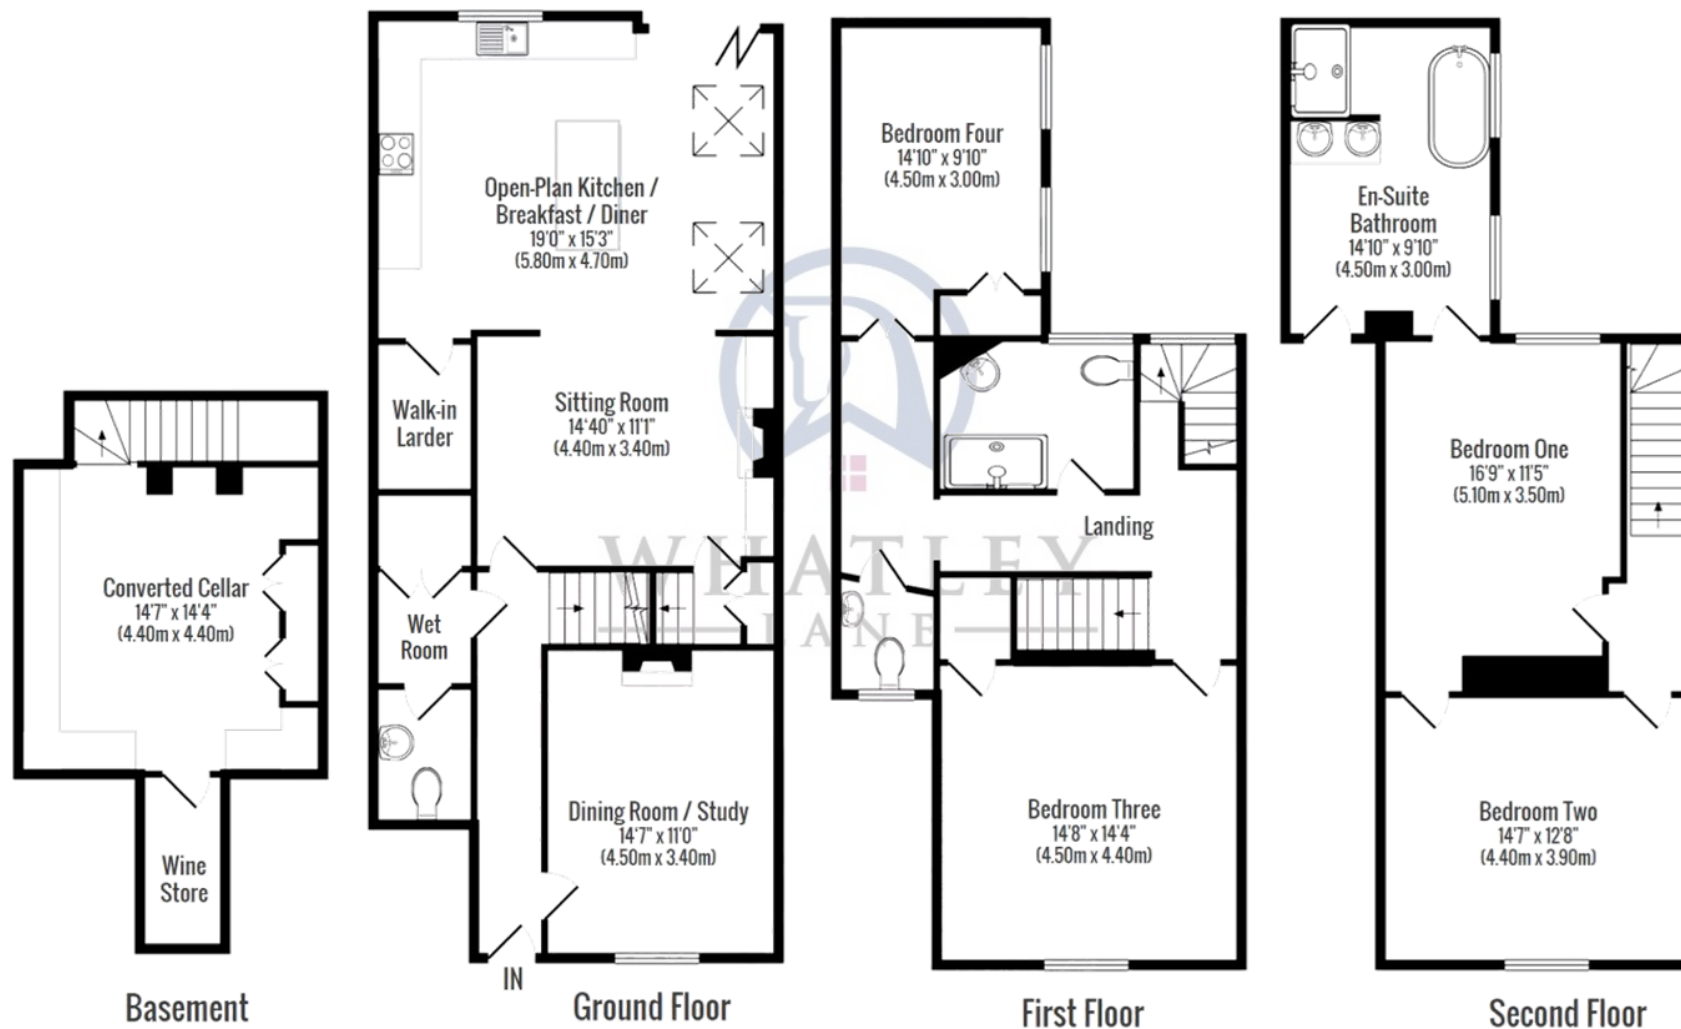 Converted Cellar
14'7" x 14'4"
(4.40m x 4.40m)
Wine
Store
Basement
Open-Plan Kitchen /
Breakfast / Diner
19'0" x 15'3"
(5.80m x 4.70m)
Walk-in
Larder
Sitting Room
14'40" x 11'1"
(4.40m x 3.40m)
Wet
Room
Dining Room / Study
14'7" x 11'0"
(4.50m x 3.40m)
IN
Ground Floor
Bedroom Four
14'10" x 9'10"
(4.50m x 3.00m)
Landing
Bedroom Three
14'8" x 14'4"
(4.50m x 4.40m)
First Floor
En-Suite
Bathroom
14'10" x 9'10"
(4.50m x 3.00m)
Bedroom One
16'9" x 11'5"
(5.10m x 3.50m)
Bedroom Two
14'7" x 12'8"
(4.40m x 3.90m)
Second Floor
WHATLEY
LANE